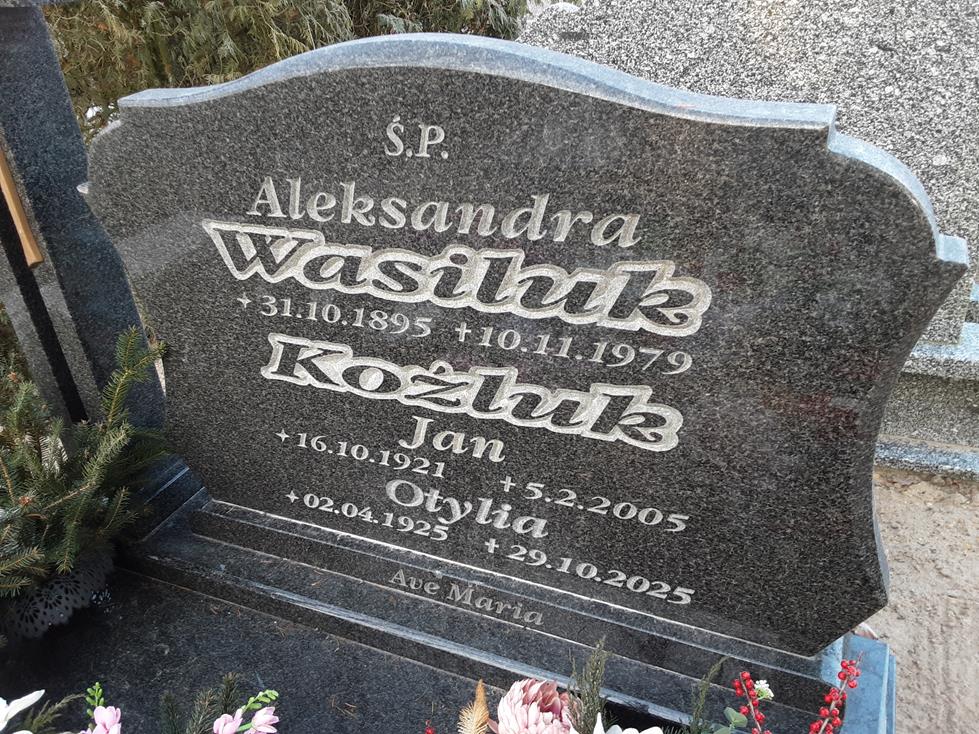 Ś.P.
Aleksandra
Wasiluk
✦31.10.1895 ✝10.11.1979
Koźluk
Jan
✦16.10.1921 ✝5.2.2005
Otylia
✦02.04.1925 ✝29.10.2025
Ave Maria